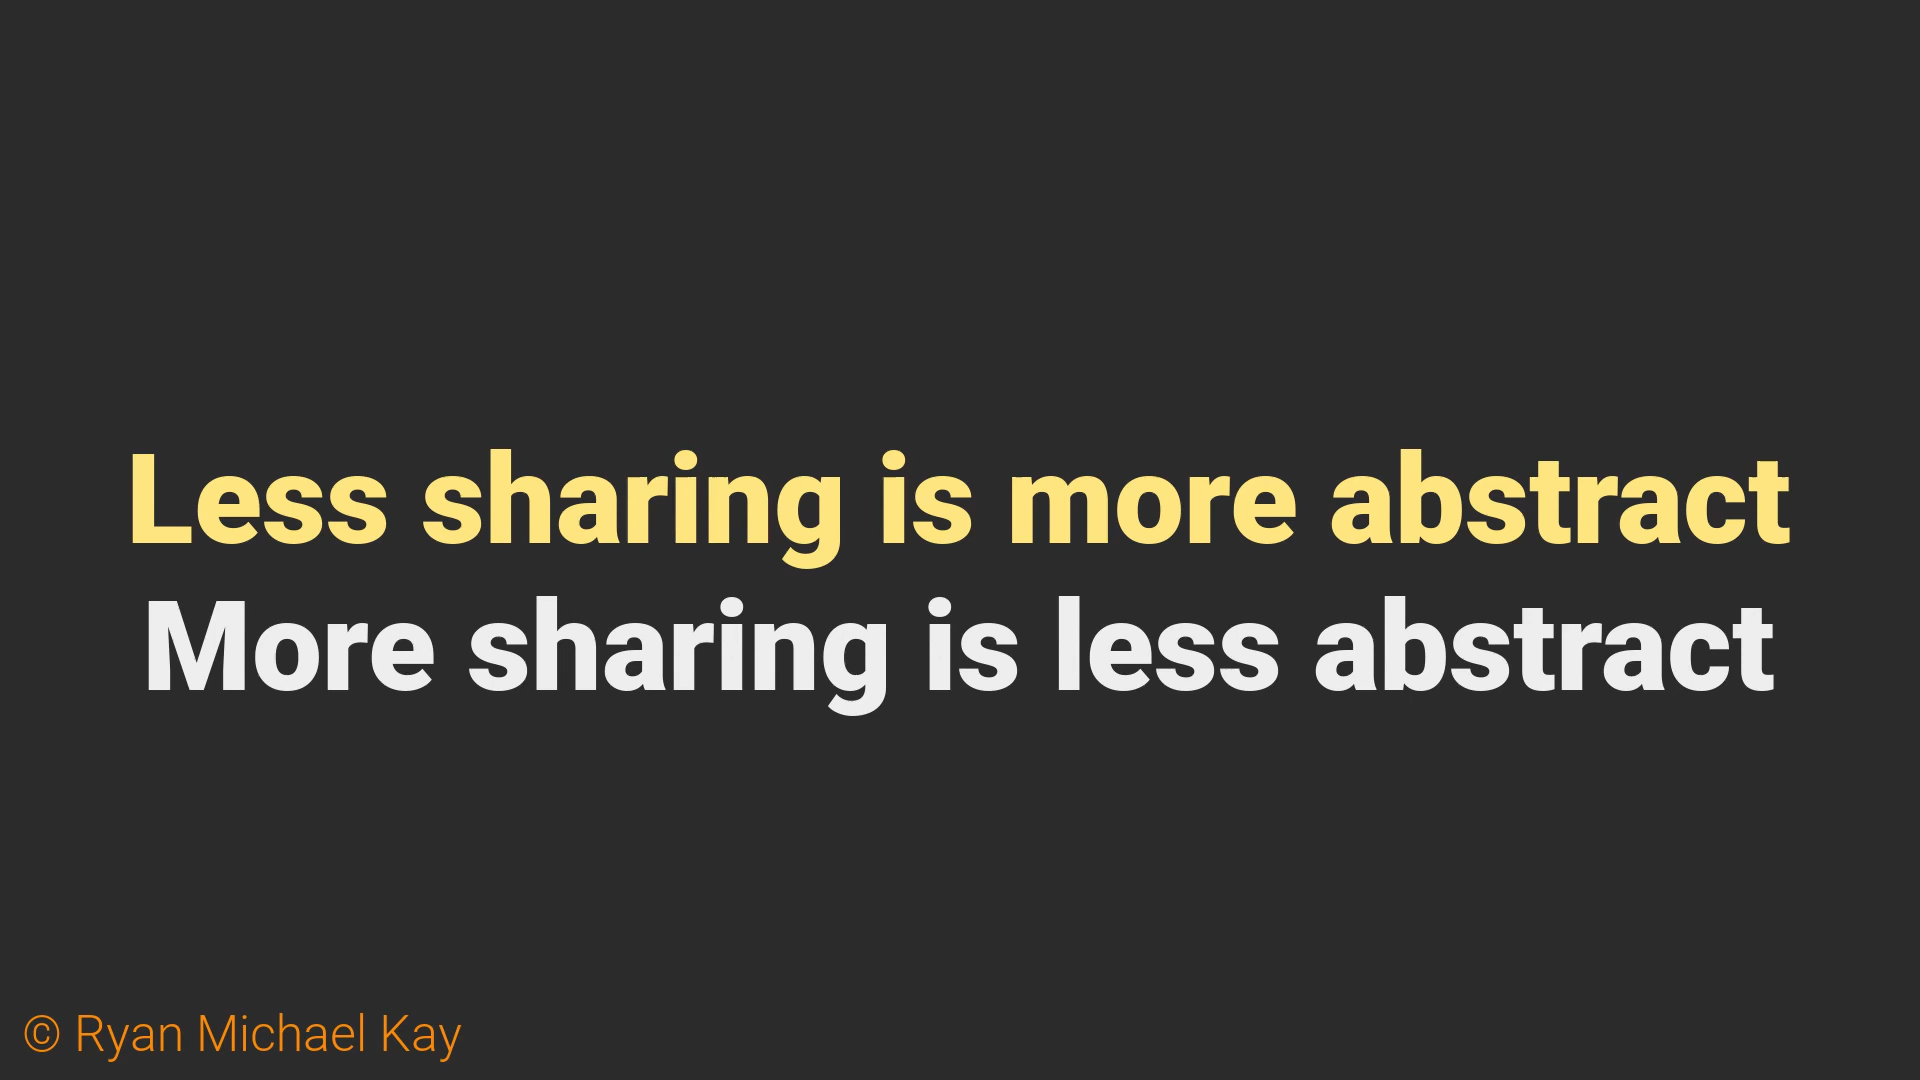 Less sharing is more abstract
More sharing is less abstract
© Ryan Michael Kay